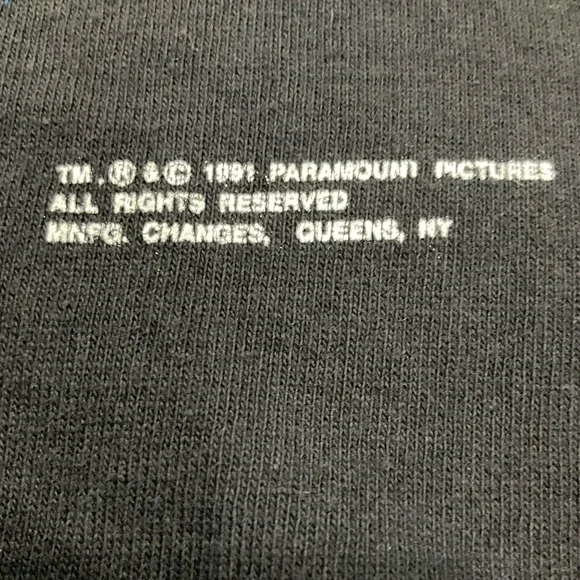 TM, ® & © 1991 PARAMOUNT PICTURES
ALL RIGHTS RESERVED
MNFG. CHANGES, QUEENS, NY